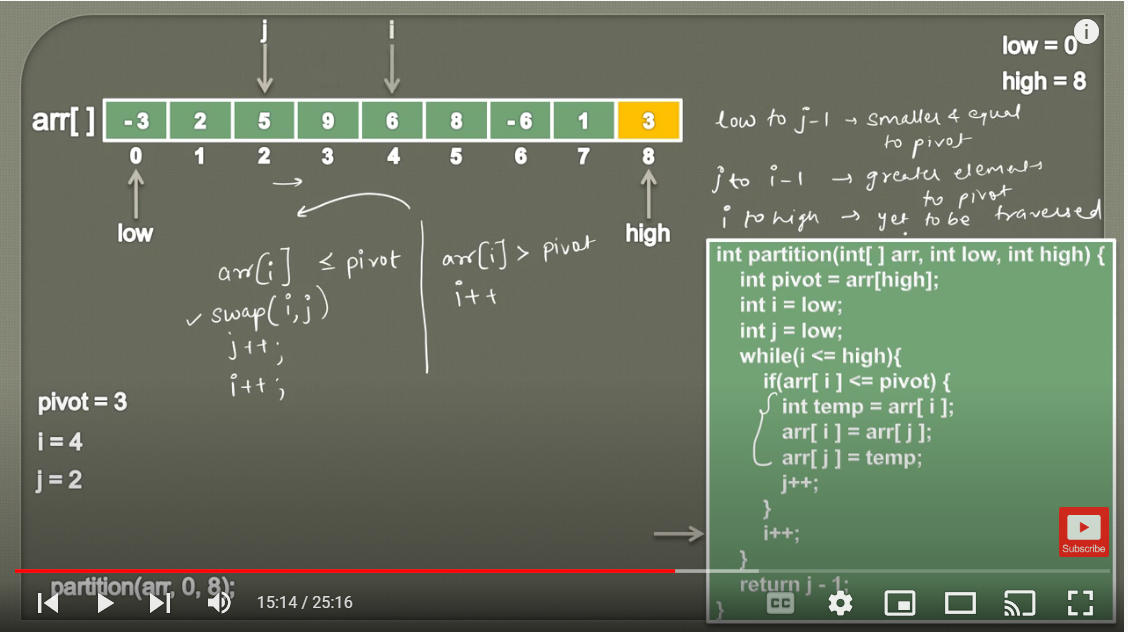 j i
low = 0
high = 8
arr[ ] -3 2 5 9 6 8 -6 1 3
0 1 2 3 4 5 6 7 8
low high
low to j-1 → smaller & equal
to pivot
j to i-1 → greater elements
to pivot
i to high → yet to be traversed
arr[i] ≤ pivot
✓ swap(i,j)
j++;
i++;
arr[i] > pivot
i++
pivot = 3
i = 4
j = 2
int partition(int[ ] arr, int low, int high) {
int pivot = arr[high];
int i = low;
int j = low;
while(i <= high){
if(arr[ i ] <= pivot) {
int temp = arr[ i ];
arr[ i ] = arr[ j ];
arr[ j ] = temp;
j++;
}
i++;
}
return j - 1;
}
Subscribe
partition(arr, 0, 8);
15:14 / 25:16
CC